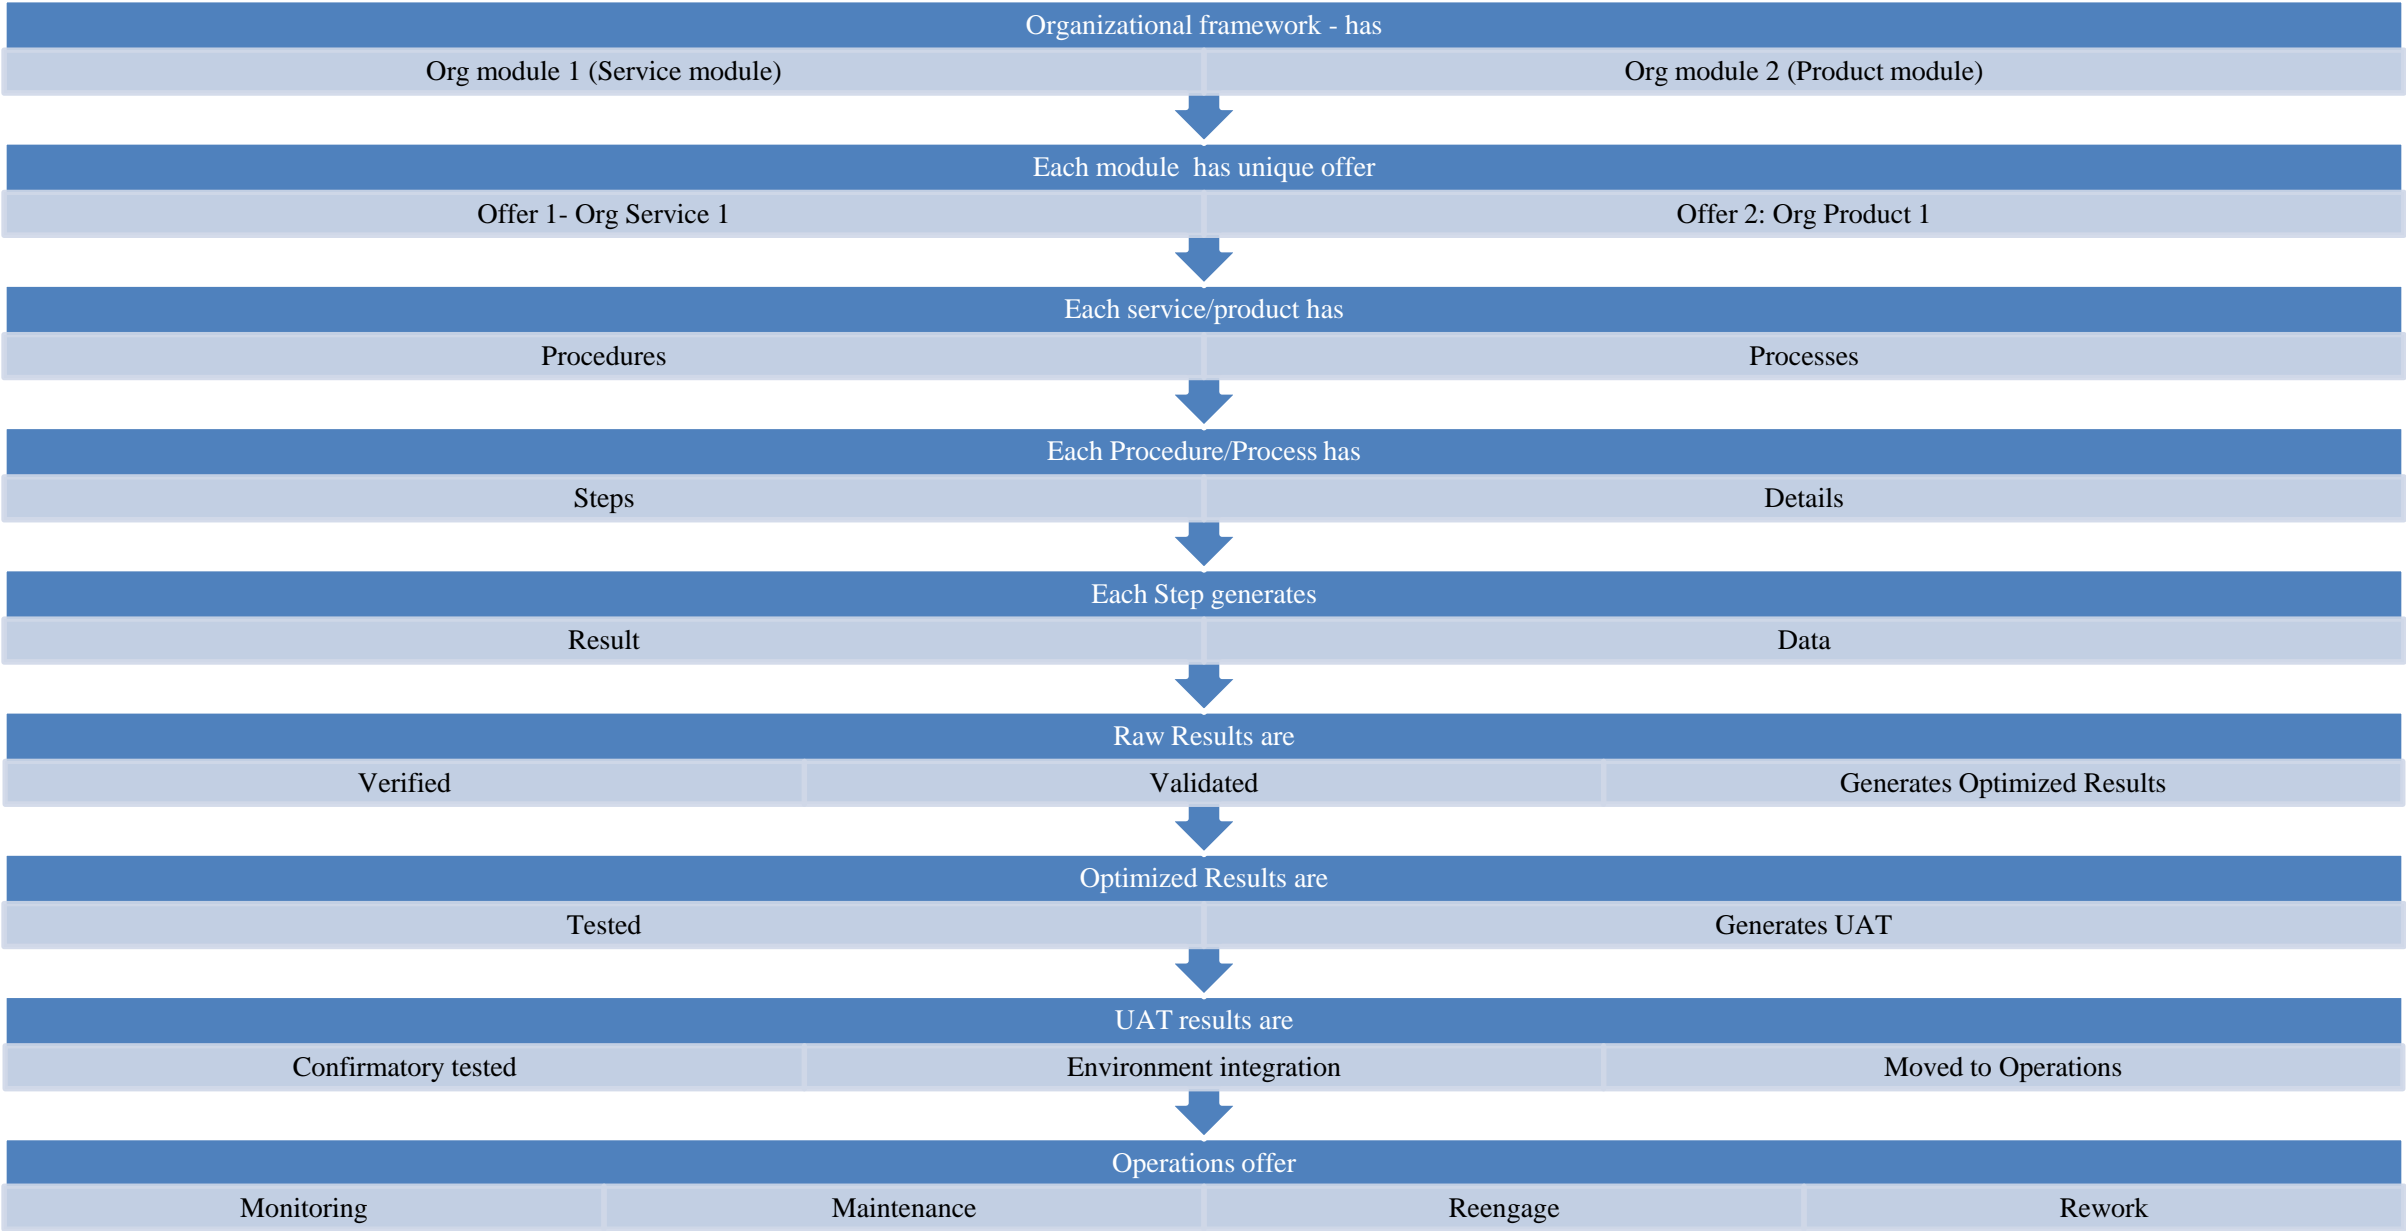 Organizational framework - has
Org module 1 (Service module)
Org module 2 (Product module)
Each module  has unique offer
Offer 1- Org Service 1
Offer 2: Org Product 1
Each service/product has
Procedures
Processes
Each Procedure/Process has
Steps
Details
Each Step generates
Result
Data
Raw Results are
Verified
Validated
Generates Optimized Results
Optimized Results are
Tested
Generates UAT
UAT results are
Confirmatory tested
Environment integration
Moved to Operations
Operations offer
Monitoring
Maintenance
Reengage
Rework